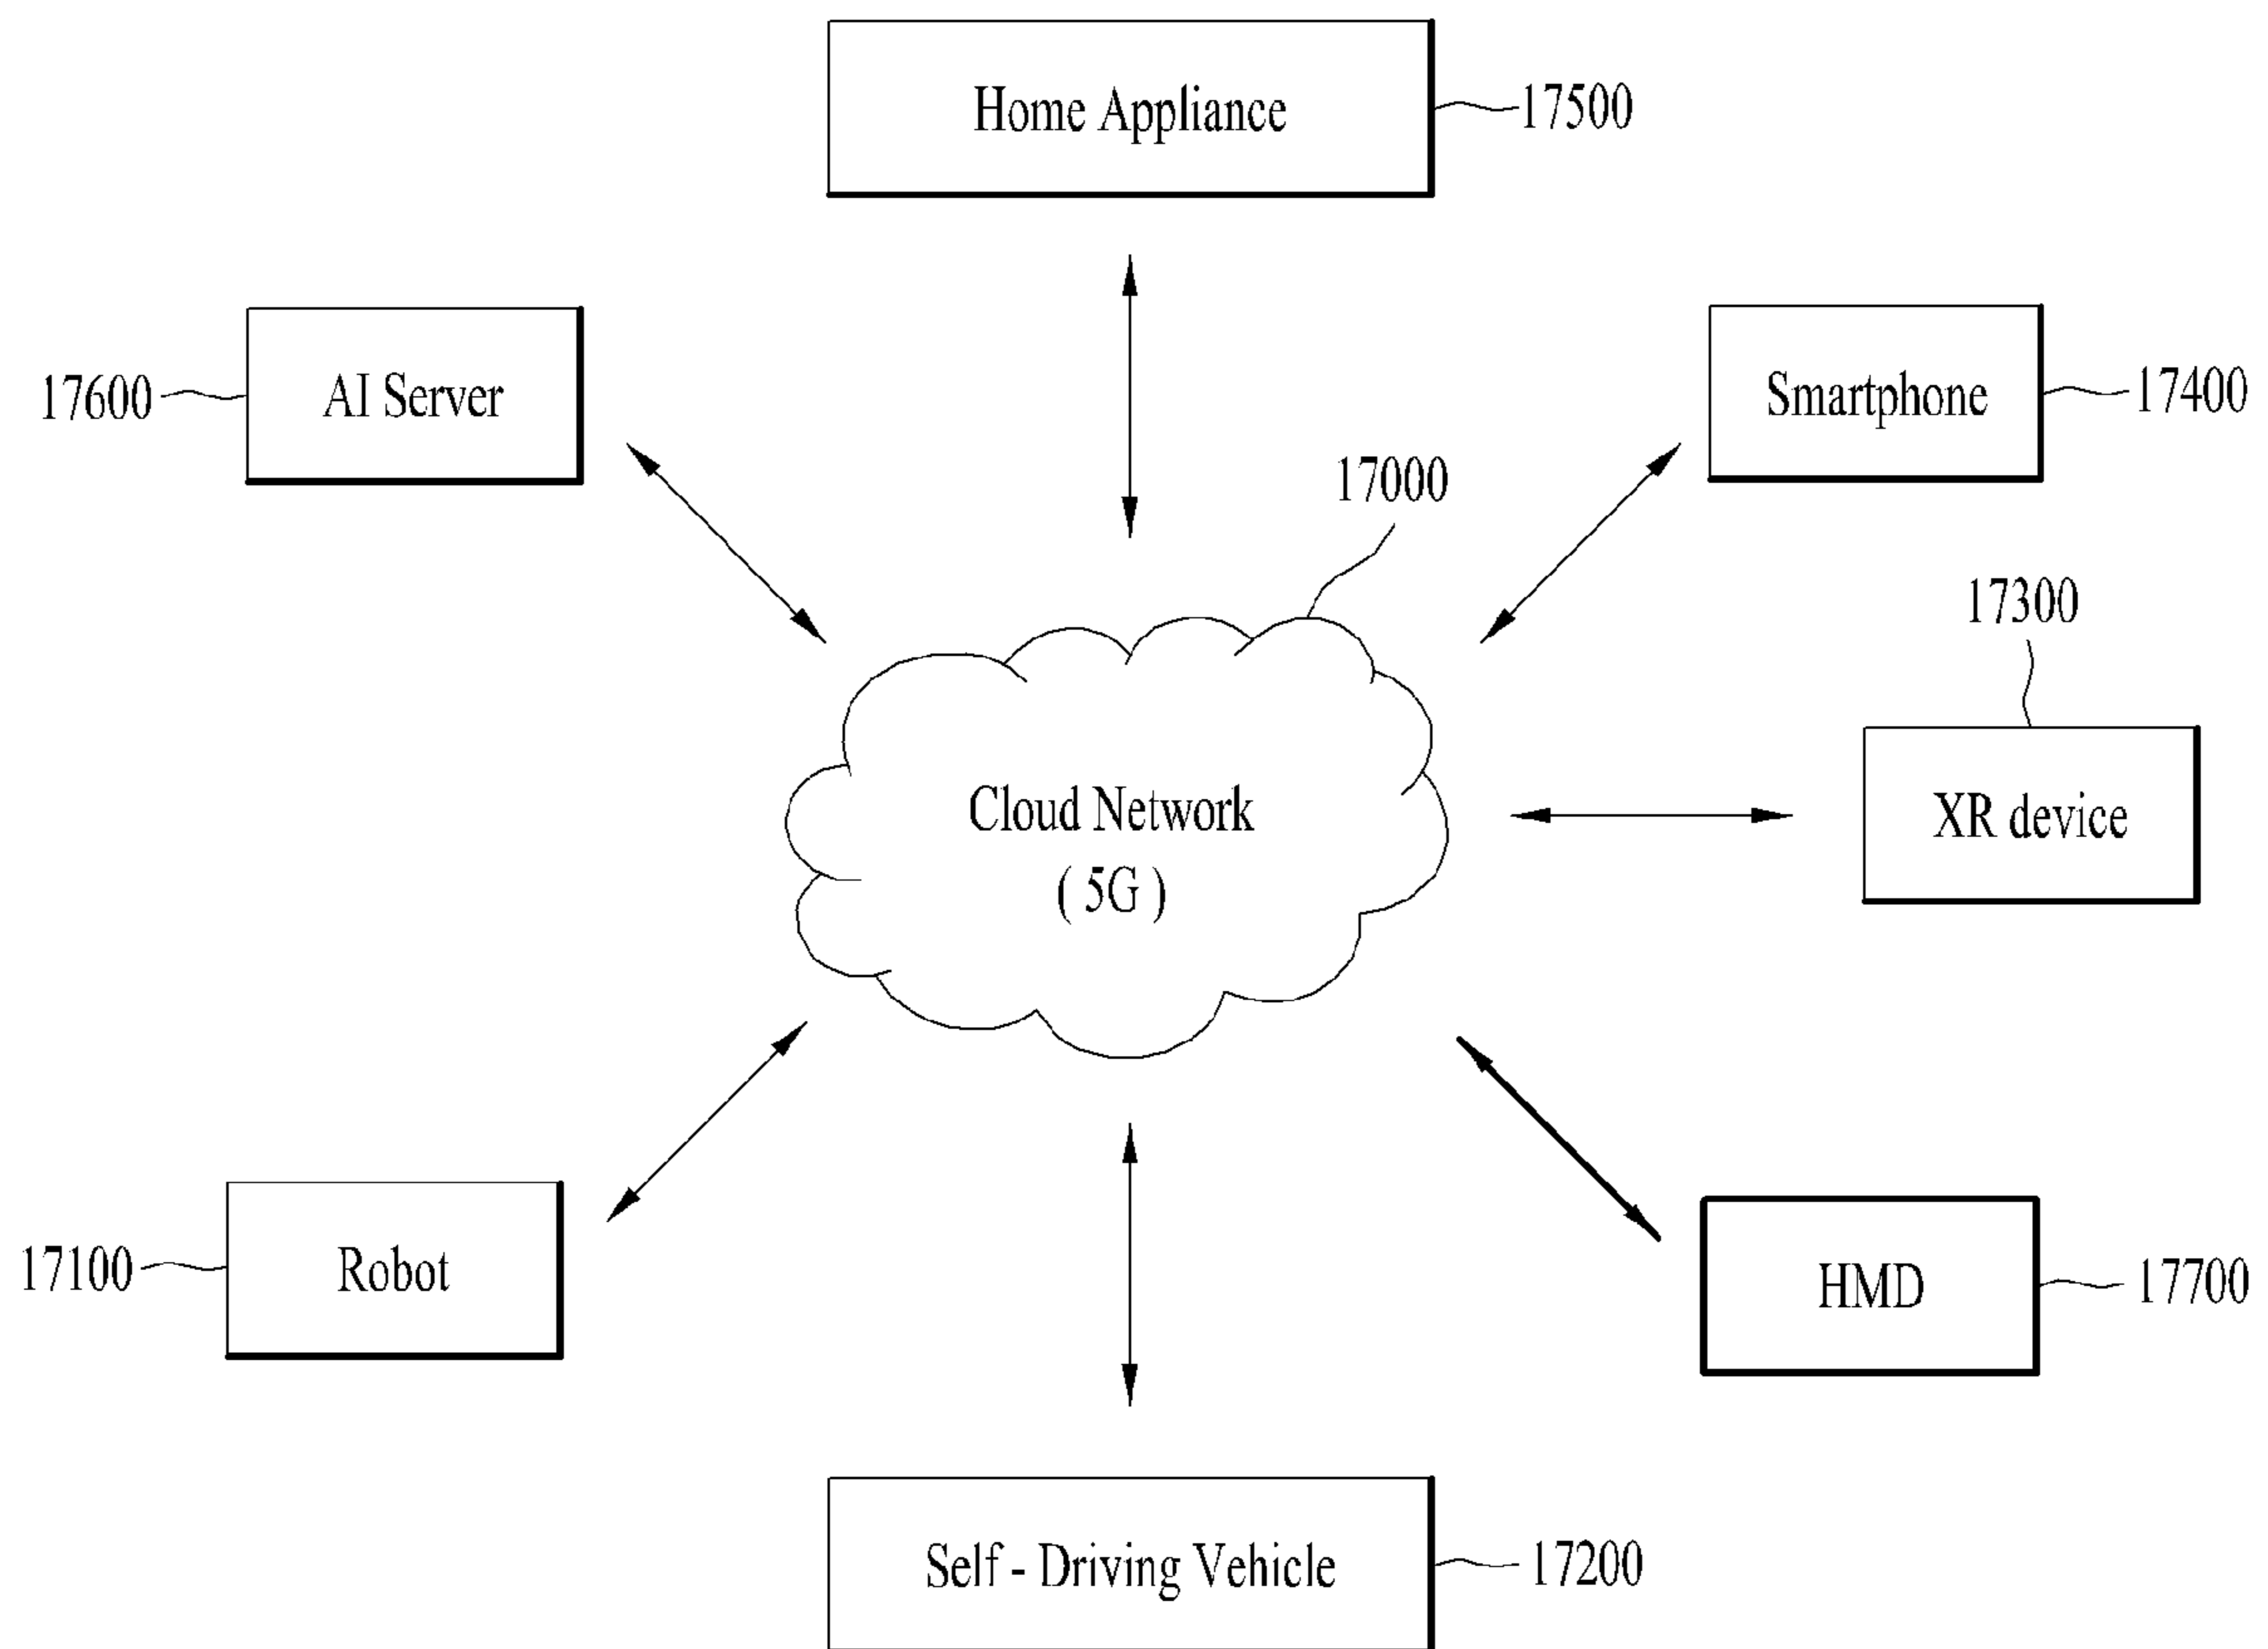 Home Appliance
17500
AI Server
17600
Smartphone
17400
17000
17300
Cloud Network
( 5G )
XR device
Robot
17100
HMD
17700
Self - Driving Vehicle
17200